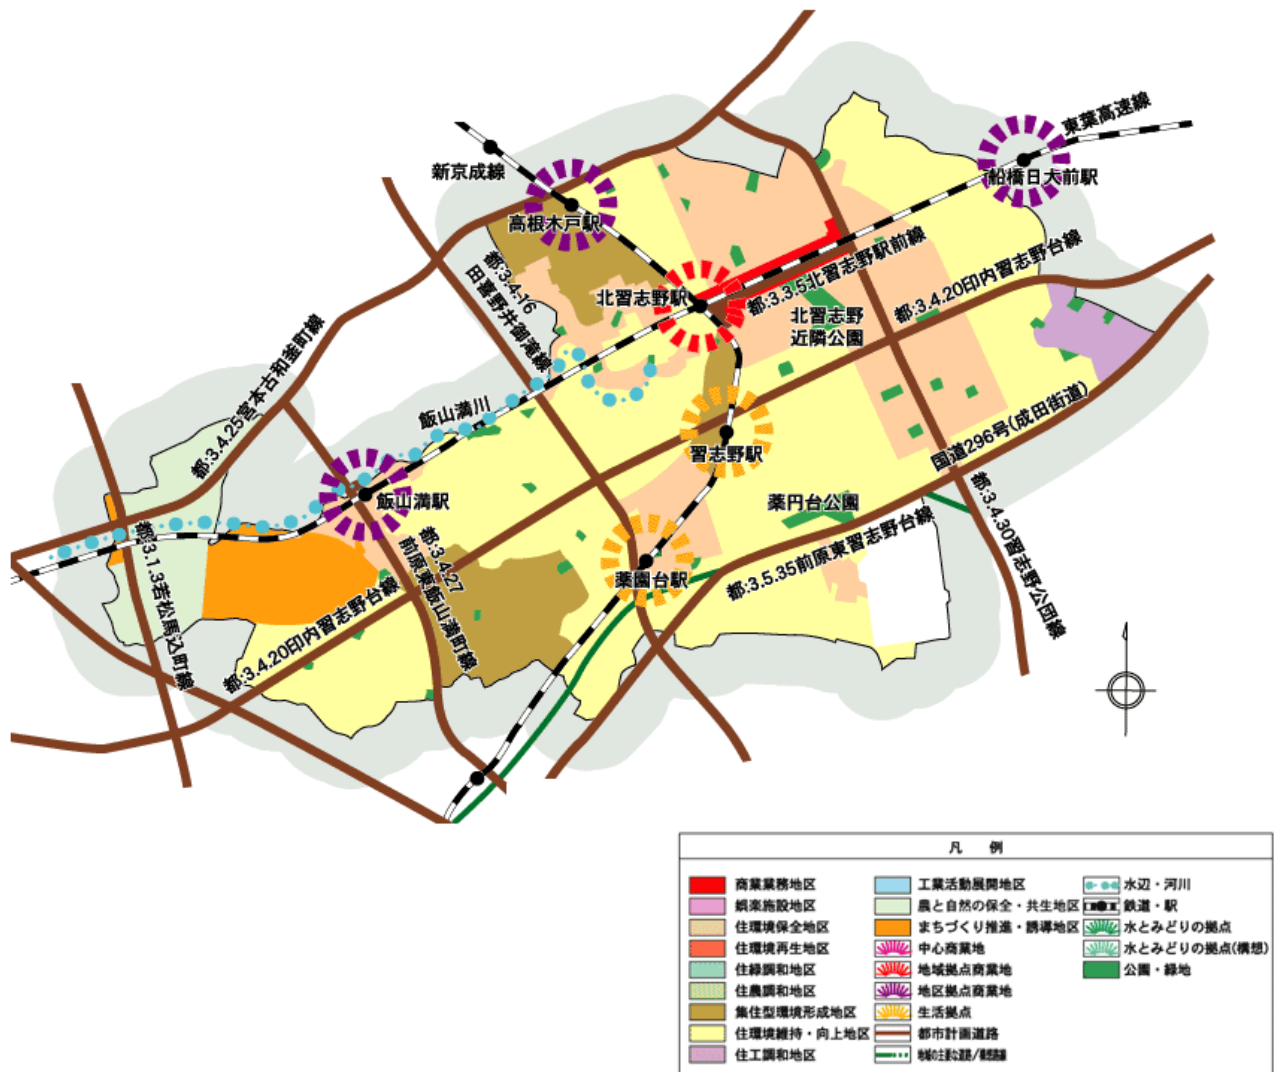 東葉高速線
新京成線
船橋日大前駅
高根木戸駅
都:3.4.16
田喜野井御滝線
北習志野駅
都:3.3.5北習志野駅前線
都:3.4.20印内習志野台線
北習志野
近隣公園
都:3.4.25宮本古和釜町線
飯山満川
国道296号(成田街道)
習志野駅
飯山満駅
薬円台公園
都:3.4.30習志野公団線
都:3.1.3若松馬込町線
都:3.4.27
前原東飯山満町線
薬園台駅
都:3.5.35前原東習志野台線
都:3.4.20印内習志野台線
凡 例
商業業務地区
娯楽施設地区
住環境保全地区
住環境再生地区
住緑調和地区
住農調和地区
集住型環境形成地区
住環境維持・向上地区
住工調和地区
工業活動展開地区
農と自然の保全・共生地区
まちづくり推進・誘導地区
中心商業地
地域拠点商業地
地区拠点商業地
生活拠点
都市計画道路
水辺・河川
鉄道・駅
水とみどりの拠点
水とみどりの拠点(構想)
公園・緑地